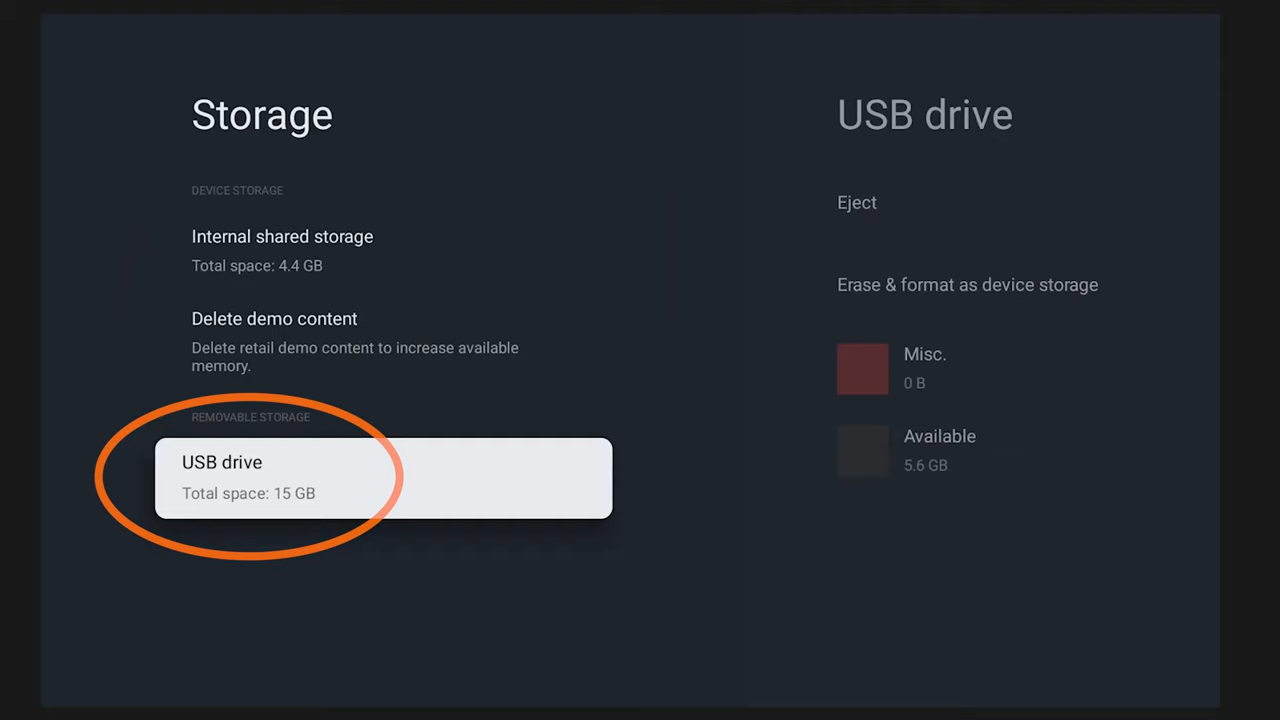 Storage
DEVICE STORAGE
Internal shared storage
Total space: 4.4 GB
Delete demo content
Delete retail demo content to increase available
memory.
REMOVABLE STORAGE
USB drive
Total space: 15 GB
USB drive
Eject
Erase & format as device storage
Misc.
0 B
Available
5.6 GB